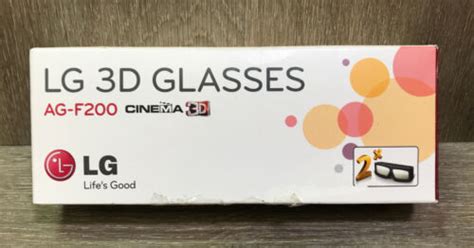 LG 3D GLASSES
AG-F200 CINEMA 3D
LG
Life's Good
2x